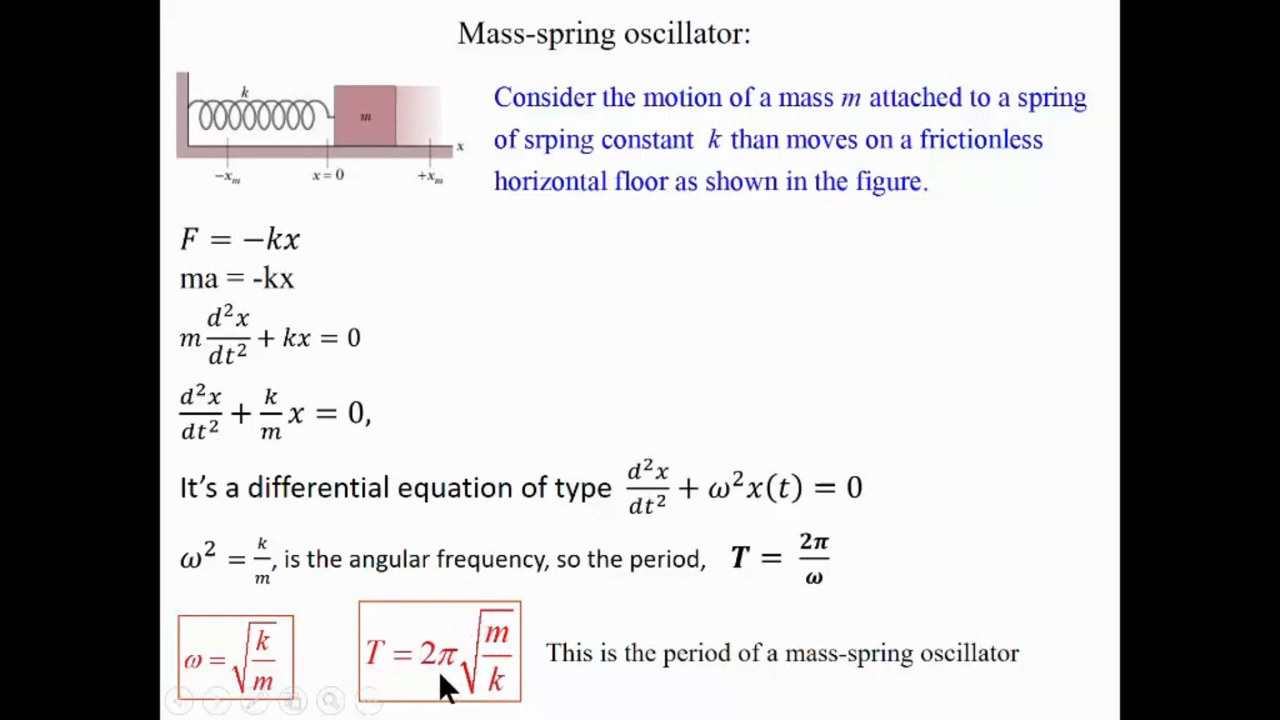 Mass-spring oscillator:
k
m
x
−xₘ
x = 0
+xₘ
Consider the motion of a mass m attached to a spring
of srping constant k than moves on a frictionless
horizontal floor as shown in the figure.
F = −kx
ma = -kx
m d²x/dt² + kx = 0
d²x/dt² + k/m x = 0,
It's a differential equation of type d²x/dt² + ω²x(t) = 0
ω² = k/m, is the angular frequency, so the period, T = 2π/ω
ω = √(k/m)
T = 2π√(m/k)
This is the period of a mass-spring oscillator